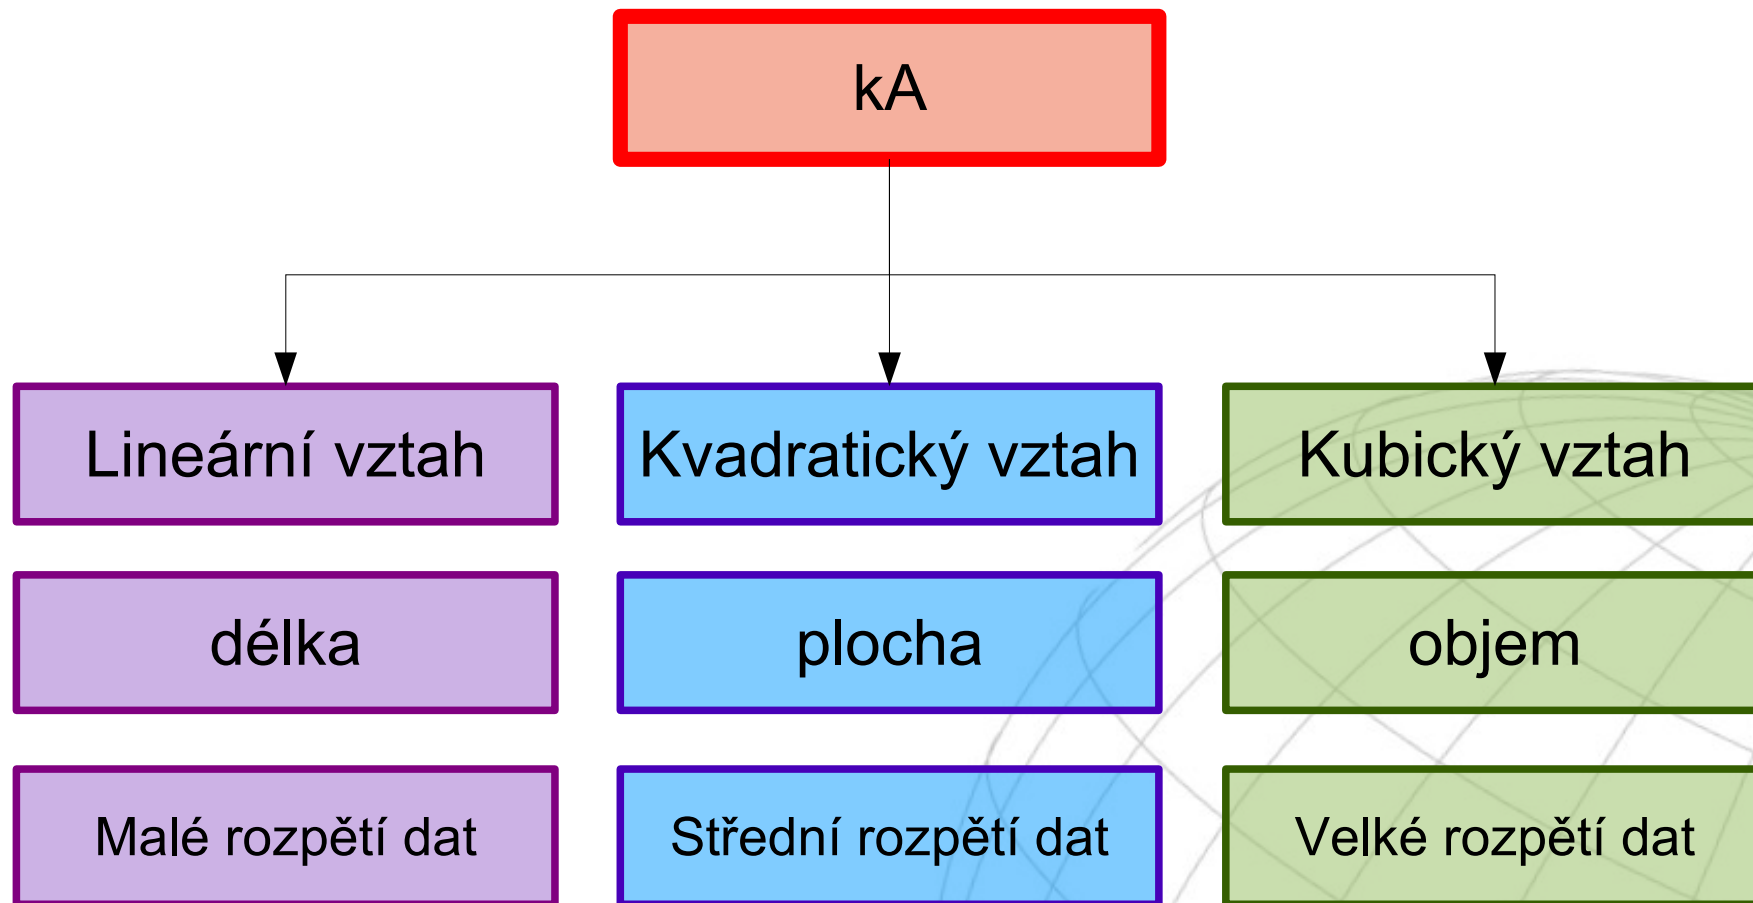 kA
Lineární vztah
Kvadratický vztah
Kubický vztah
délka
plocha
objem
Malé rozpětí dat
Střední rozpětí dat
Velké rozpětí dat